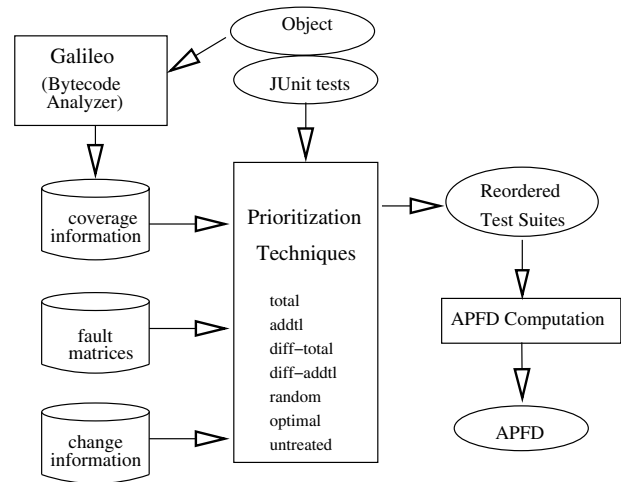 Object
Galileo
(Bytecode
Analyzer)
JUnit tests
coverage
information
Prioritization
Techniques
total
addtl
diff-total
diff-addtl
random
optimal
untreated
fault
matrices
change
information
Reordered
Test Suites
APFD Computation
APFD